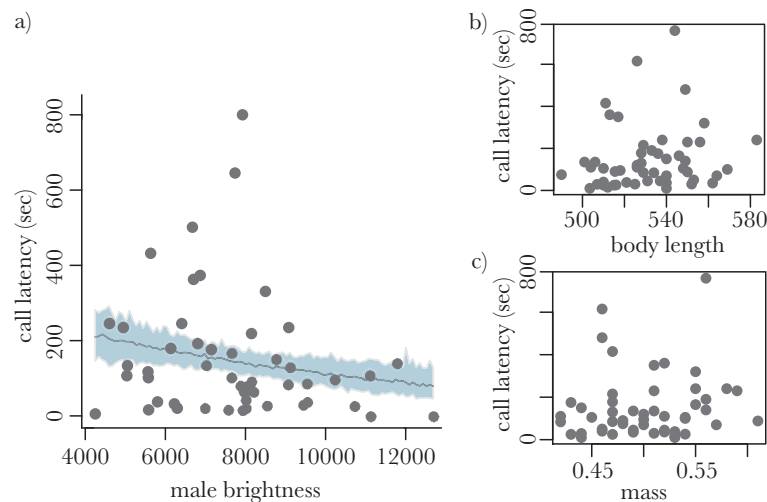 a)
call latency (sec)
800
600
400
200
0
4000 6000 8000 10000 12000
male brightness
b)
call latency (sec)
800
0
500 540 580
body length
c)
call latency (sec)
800
0
0.45 0.55
mass